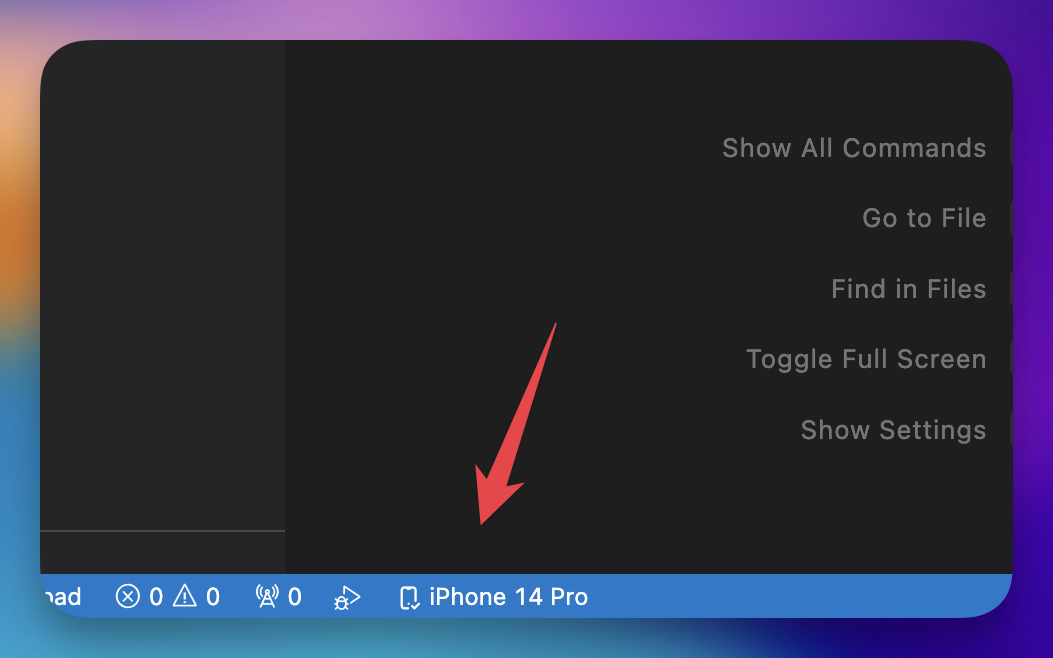 Show All Commands
Go to File
Find in Files
Toggle Full Screen
Show Settings
0 0 0 iPhone 14 Pro